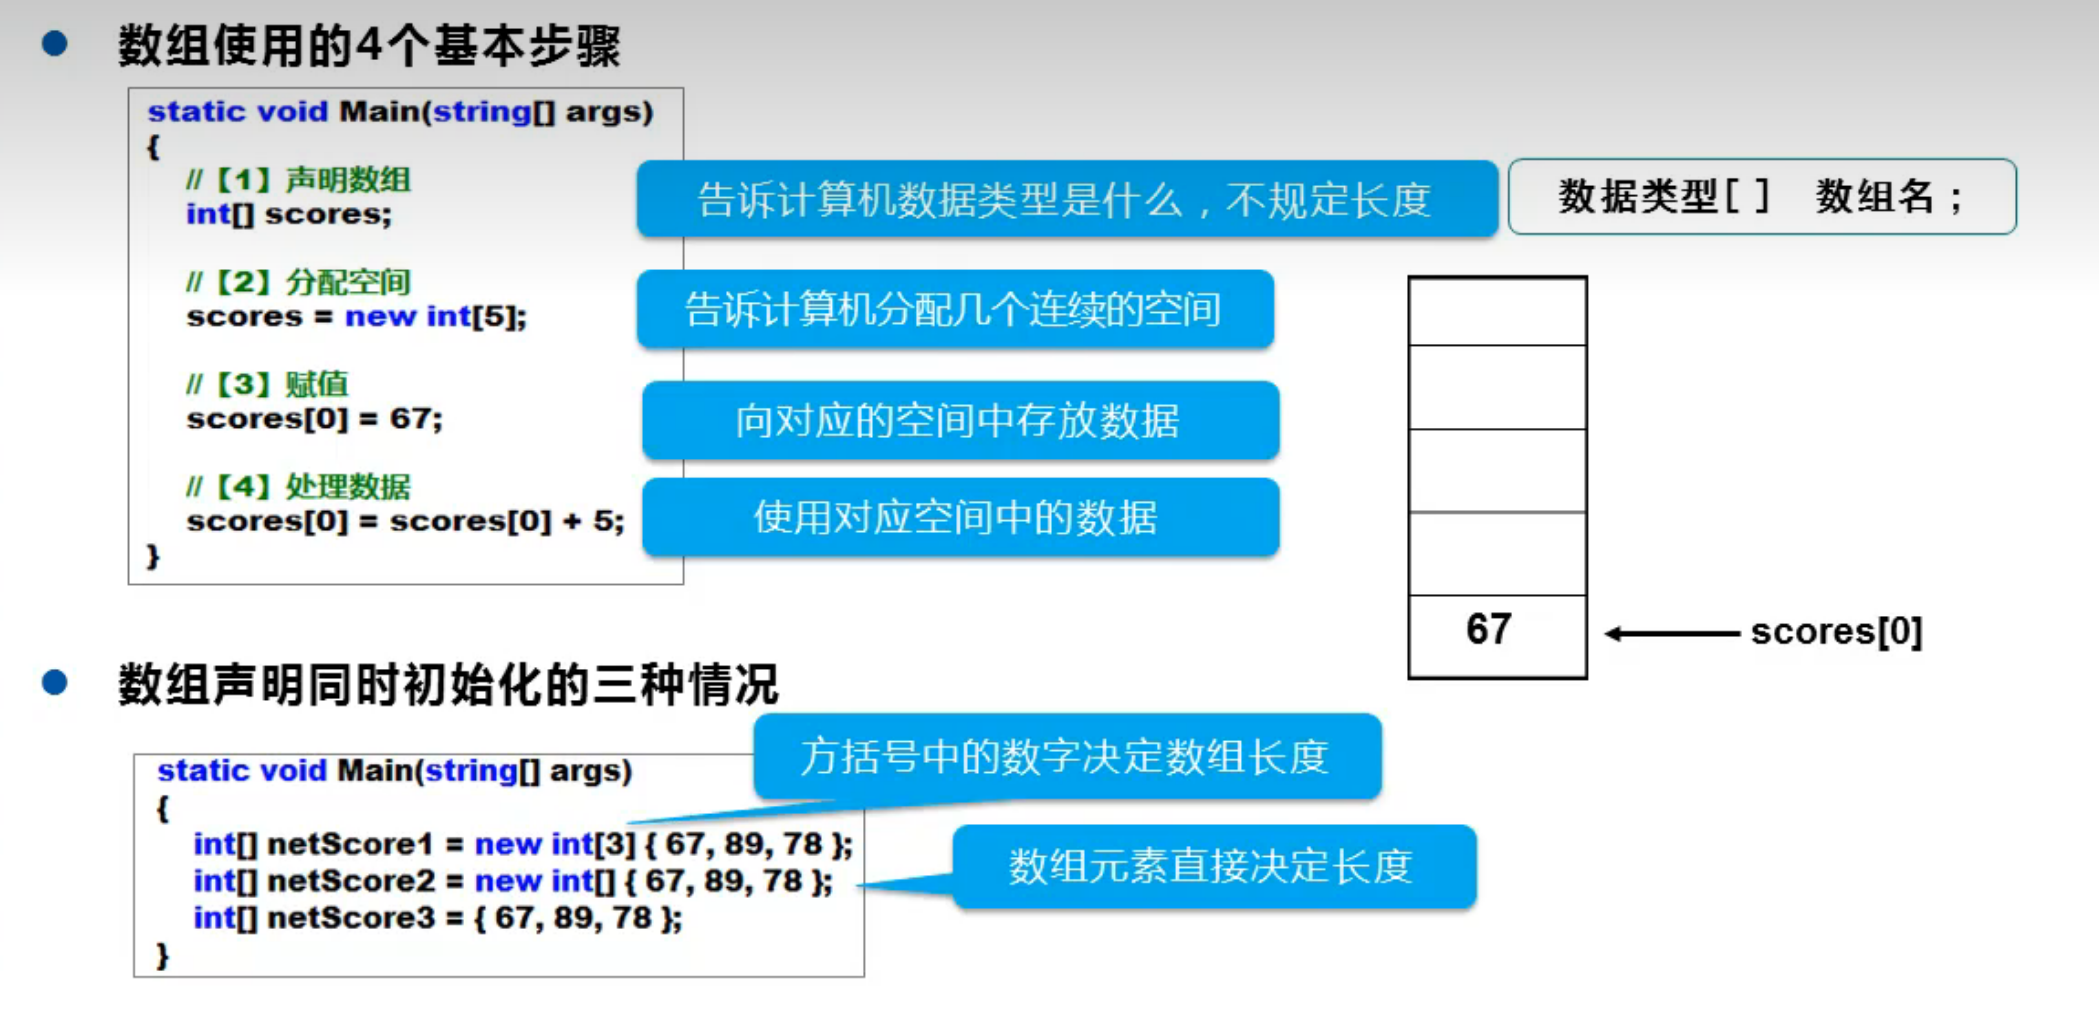 数组使用的4个基本步骤
static void Main(string[] args)
{
//【1】声明数组
int[] scores;
告诉计算机数据类型是什么，不规定长度
数据类型[ ] 数组名；
//【2】分配空间
scores = new int[5];
告诉计算机分配几个连续的空间
//【3】赋值
scores[0] = 67;
向对应的空间中存放数据
//【4】处理数据
scores[0] = scores[0] + 5;
使用对应空间中的数据
}
67
scores[0]
数组声明同时初始化的三种情况
方括号中的数字决定数组长度
static void Main(string[] args)
{
int[] netScore1 = new int[3] { 67, 89, 78 };
int[] netScore2 = new int[] { 67, 89, 78 };
数组元素直接决定长度
int[] netScore3 = { 67, 89, 78 };
}